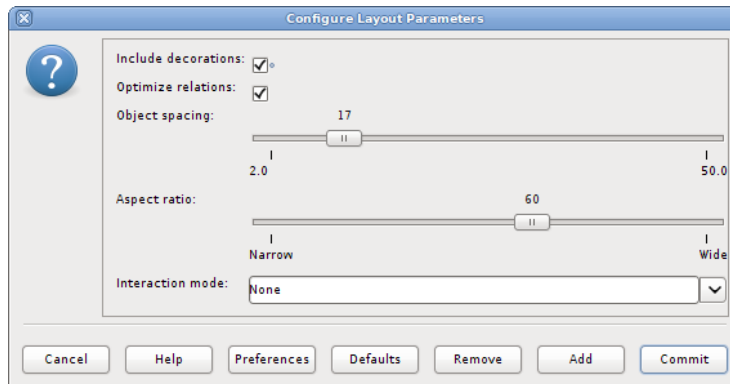 Configure Layout Parameters
Include decorations:
Optimize relations:
Object spacing:
17
2.0 50.0
Aspect ratio:
60
Narrow Wide
Interaction mode: None
Cancel Help Preferences Defaults Remove Add Commit